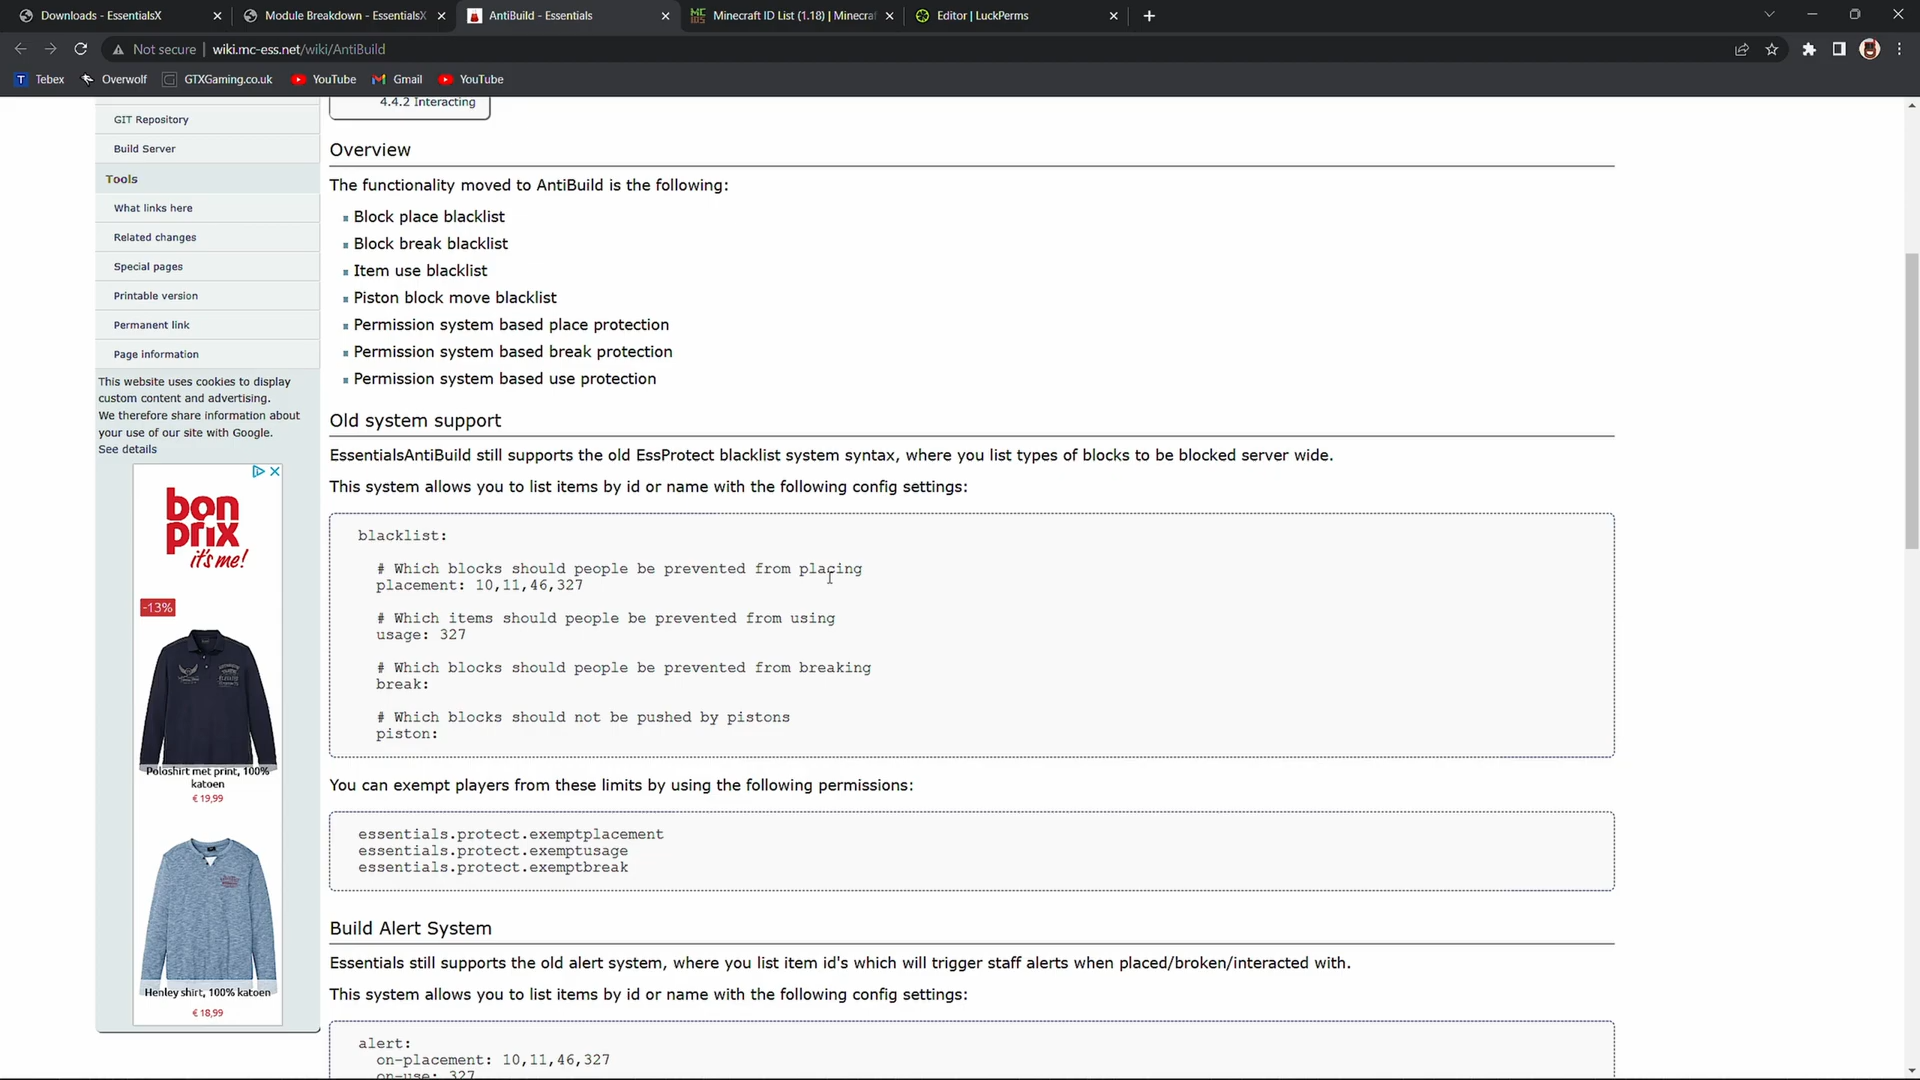 Downloads - EssentialsX
Module Breakdown - EssentialsX
AntiBuild - Essentials
Minecraft ID List (1.18) | Minecra
Editor | LuckPerms
Not secure | wiki.mc-ess.net/wiki/AntiBuild
Tebex
Overwolf
GTXGaming.co.uk
YouTube
Gmail
YouTube
GIT Repository
Build Server
Tools
What links here
Related changes
Special pages
Printable version
Permanent link
Page information
This website uses cookies to display
custom content and advertising.
We therefore share information about
your use of our site with Google.
See details
bon
prix
it's me!
-13%
Poloshirt met print, 100%
katoen
€ 19,99
Henley shirt, 100% katoen
€ 18,99
4.4.2 Interacting
Overview
The functionality moved to AntiBuild is the following:
Block place blacklist
Block break blacklist
Item use blacklist
Piston block move blacklist
Permission system based place protection
Permission system based break protection
Permission system based use protection
Old system support
EssentialsAntiBuild still supports the old EssProtect blacklist system syntax, where you list types of blocks to be blocked server wide.
This system allows you to list items by id or name with the following config settings:
blacklist:
# Which blocks should people be prevented from placing
placement: 10,11,46,327
# Which items should people be prevented from using
usage: 327
# Which blocks should people be prevented from breaking
break:
# Which blocks should not be pushed by pistons
piston:
You can exempt players from these limits by using the following permissions:
essentials.protect.exemptplacement
essentials.protect.exemptusage
essentials.protect.exemptbreak
Build Alert System
Essentials still supports the old alert system, where you list item id's which will trigger staff alerts when placed/broken/interacted with.
This system allows you to list items by id or name with the following config settings:
alert:
on-placement: 10,11,46,327
on-use: 327